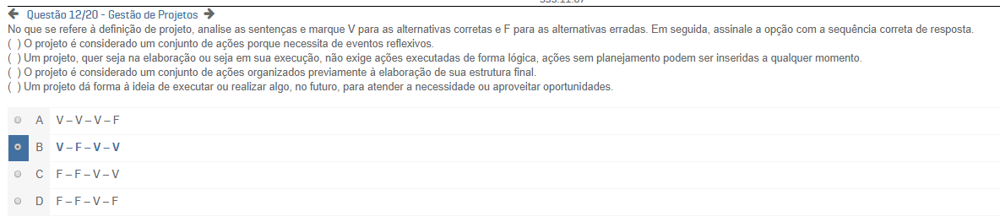 Questão 12/20 - Gestão de Projetos
No que se refere à definição de projeto, analise as sentenças e marque V para as alternativas corretas e F para as alternativas erradas. Em seguida, assinale a opção com a sequência correta de resposta.
( ) O projeto é considerado um conjunto de ações porque necessita de eventos reflexivos.
( ) Um projeto, quer seja na elaboração ou seja em sua execução, não exige ações executadas de forma lógica, ações sem planejamento podem ser inseridas a qualquer momento.
( ) O projeto é considerado um conjunto de ações organizados previamente à elaboração de sua estrutura final.
( ) Um projeto dá forma à ideia de executar ou realizar algo, no futuro, para atender a necessidade ou aproveitar oportunidades.
A V – V – V – F
B V – F – V – V
C F – F – V – V
D F – F – V – F